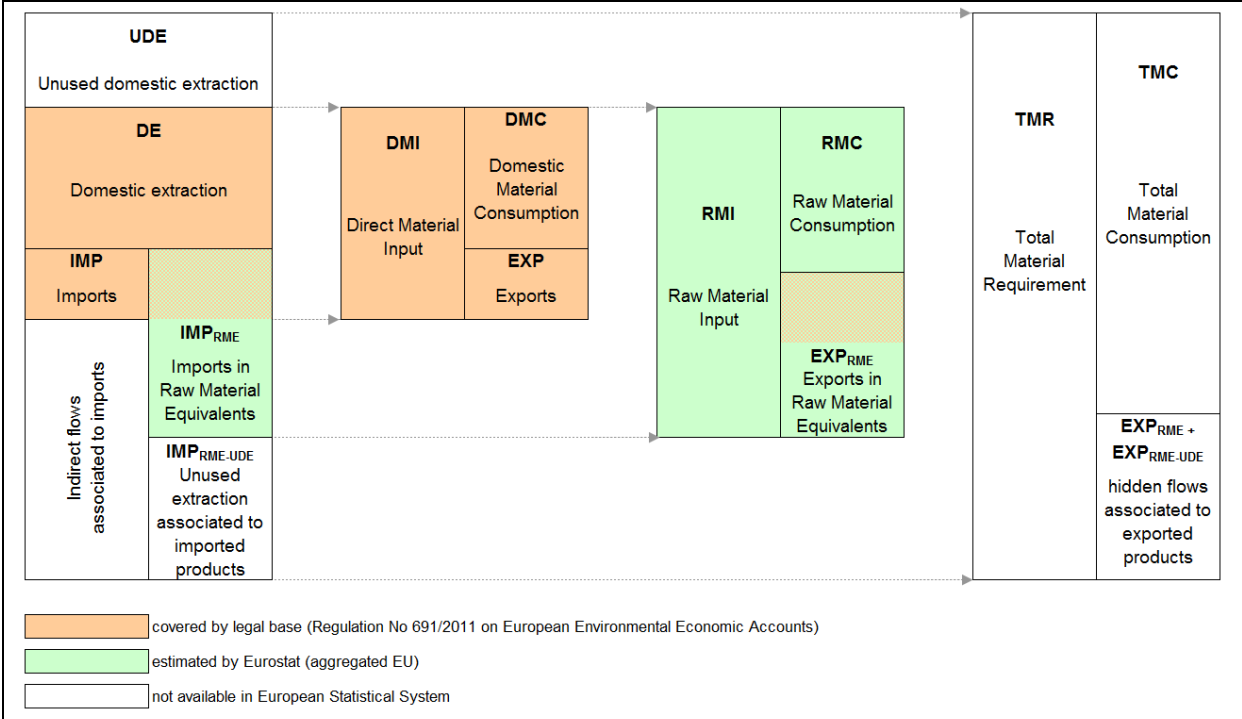 UDE
Unused domestic extraction
DE
Domestic extraction
IMP
Imports
IMPRME
Imports in
Raw Material
Equivalents
Indirect flows
associated to imports
IMPRME-UDE
Unused
extraction
associated to
imported
products
DMI
Direct Material
Input
DMC
Domestic
Material
Consumption
EXP
Exports
RMI
Raw Material
Input
RMC
Raw Material
Consumption
EXPRME
Exports in
Raw Material
Equivalents
TMR
Total
Material
Requirement
TMC
Total
Material
Consumption
EXPRME +
EXPRME-UDE
hidden flows
associated to
exported
products
covered by legal base (Regulation No 691/2011 on European Environmental Economic Accounts)
estimated by Eurostat (aggregated EU)
not available in European Statistical System